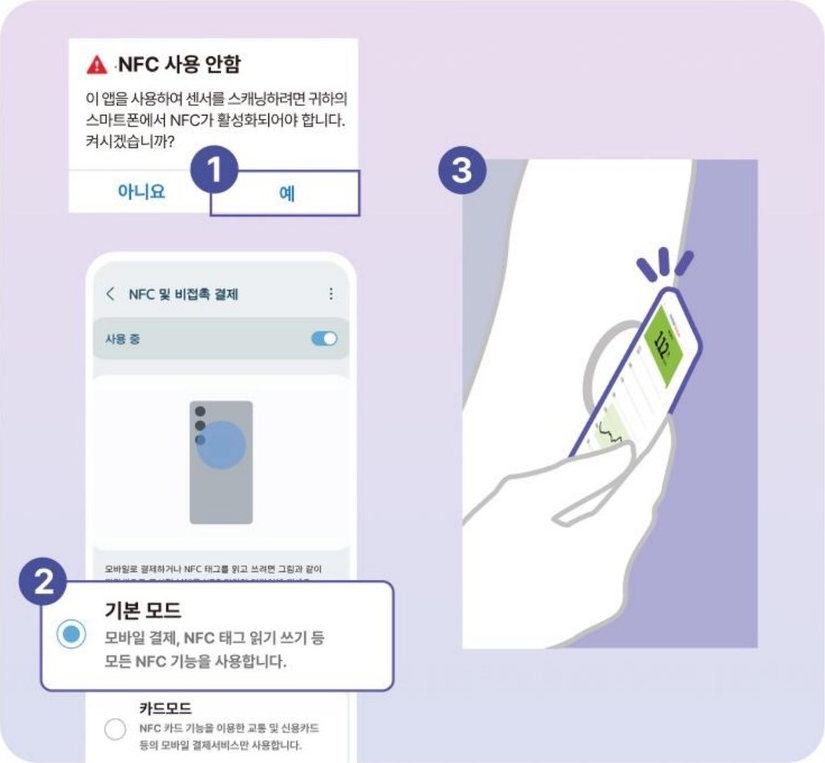 NFC 사용 안함
이 앱을 사용하여 센서를 스캐닝하려면 귀하의
스마트폰에서 NFC가 활성화되어야 합니다.
켜시겠습니까?
1
아니요
예
NFC 및 비접촉 결제
사용 중
모바일로 결제하거나 NFC 태그를 읽고 쓰려면 그림과 같이
2
기본 모드
모바일 결제, NFC 태그 읽기 쓰기 등
모든 NFC 기능을 사용합니다.
카드모드
NFC 카드 기능을 이용한 교통 및 신용카드
등의 모바일 결제서비스만 사용합니다.
3
112